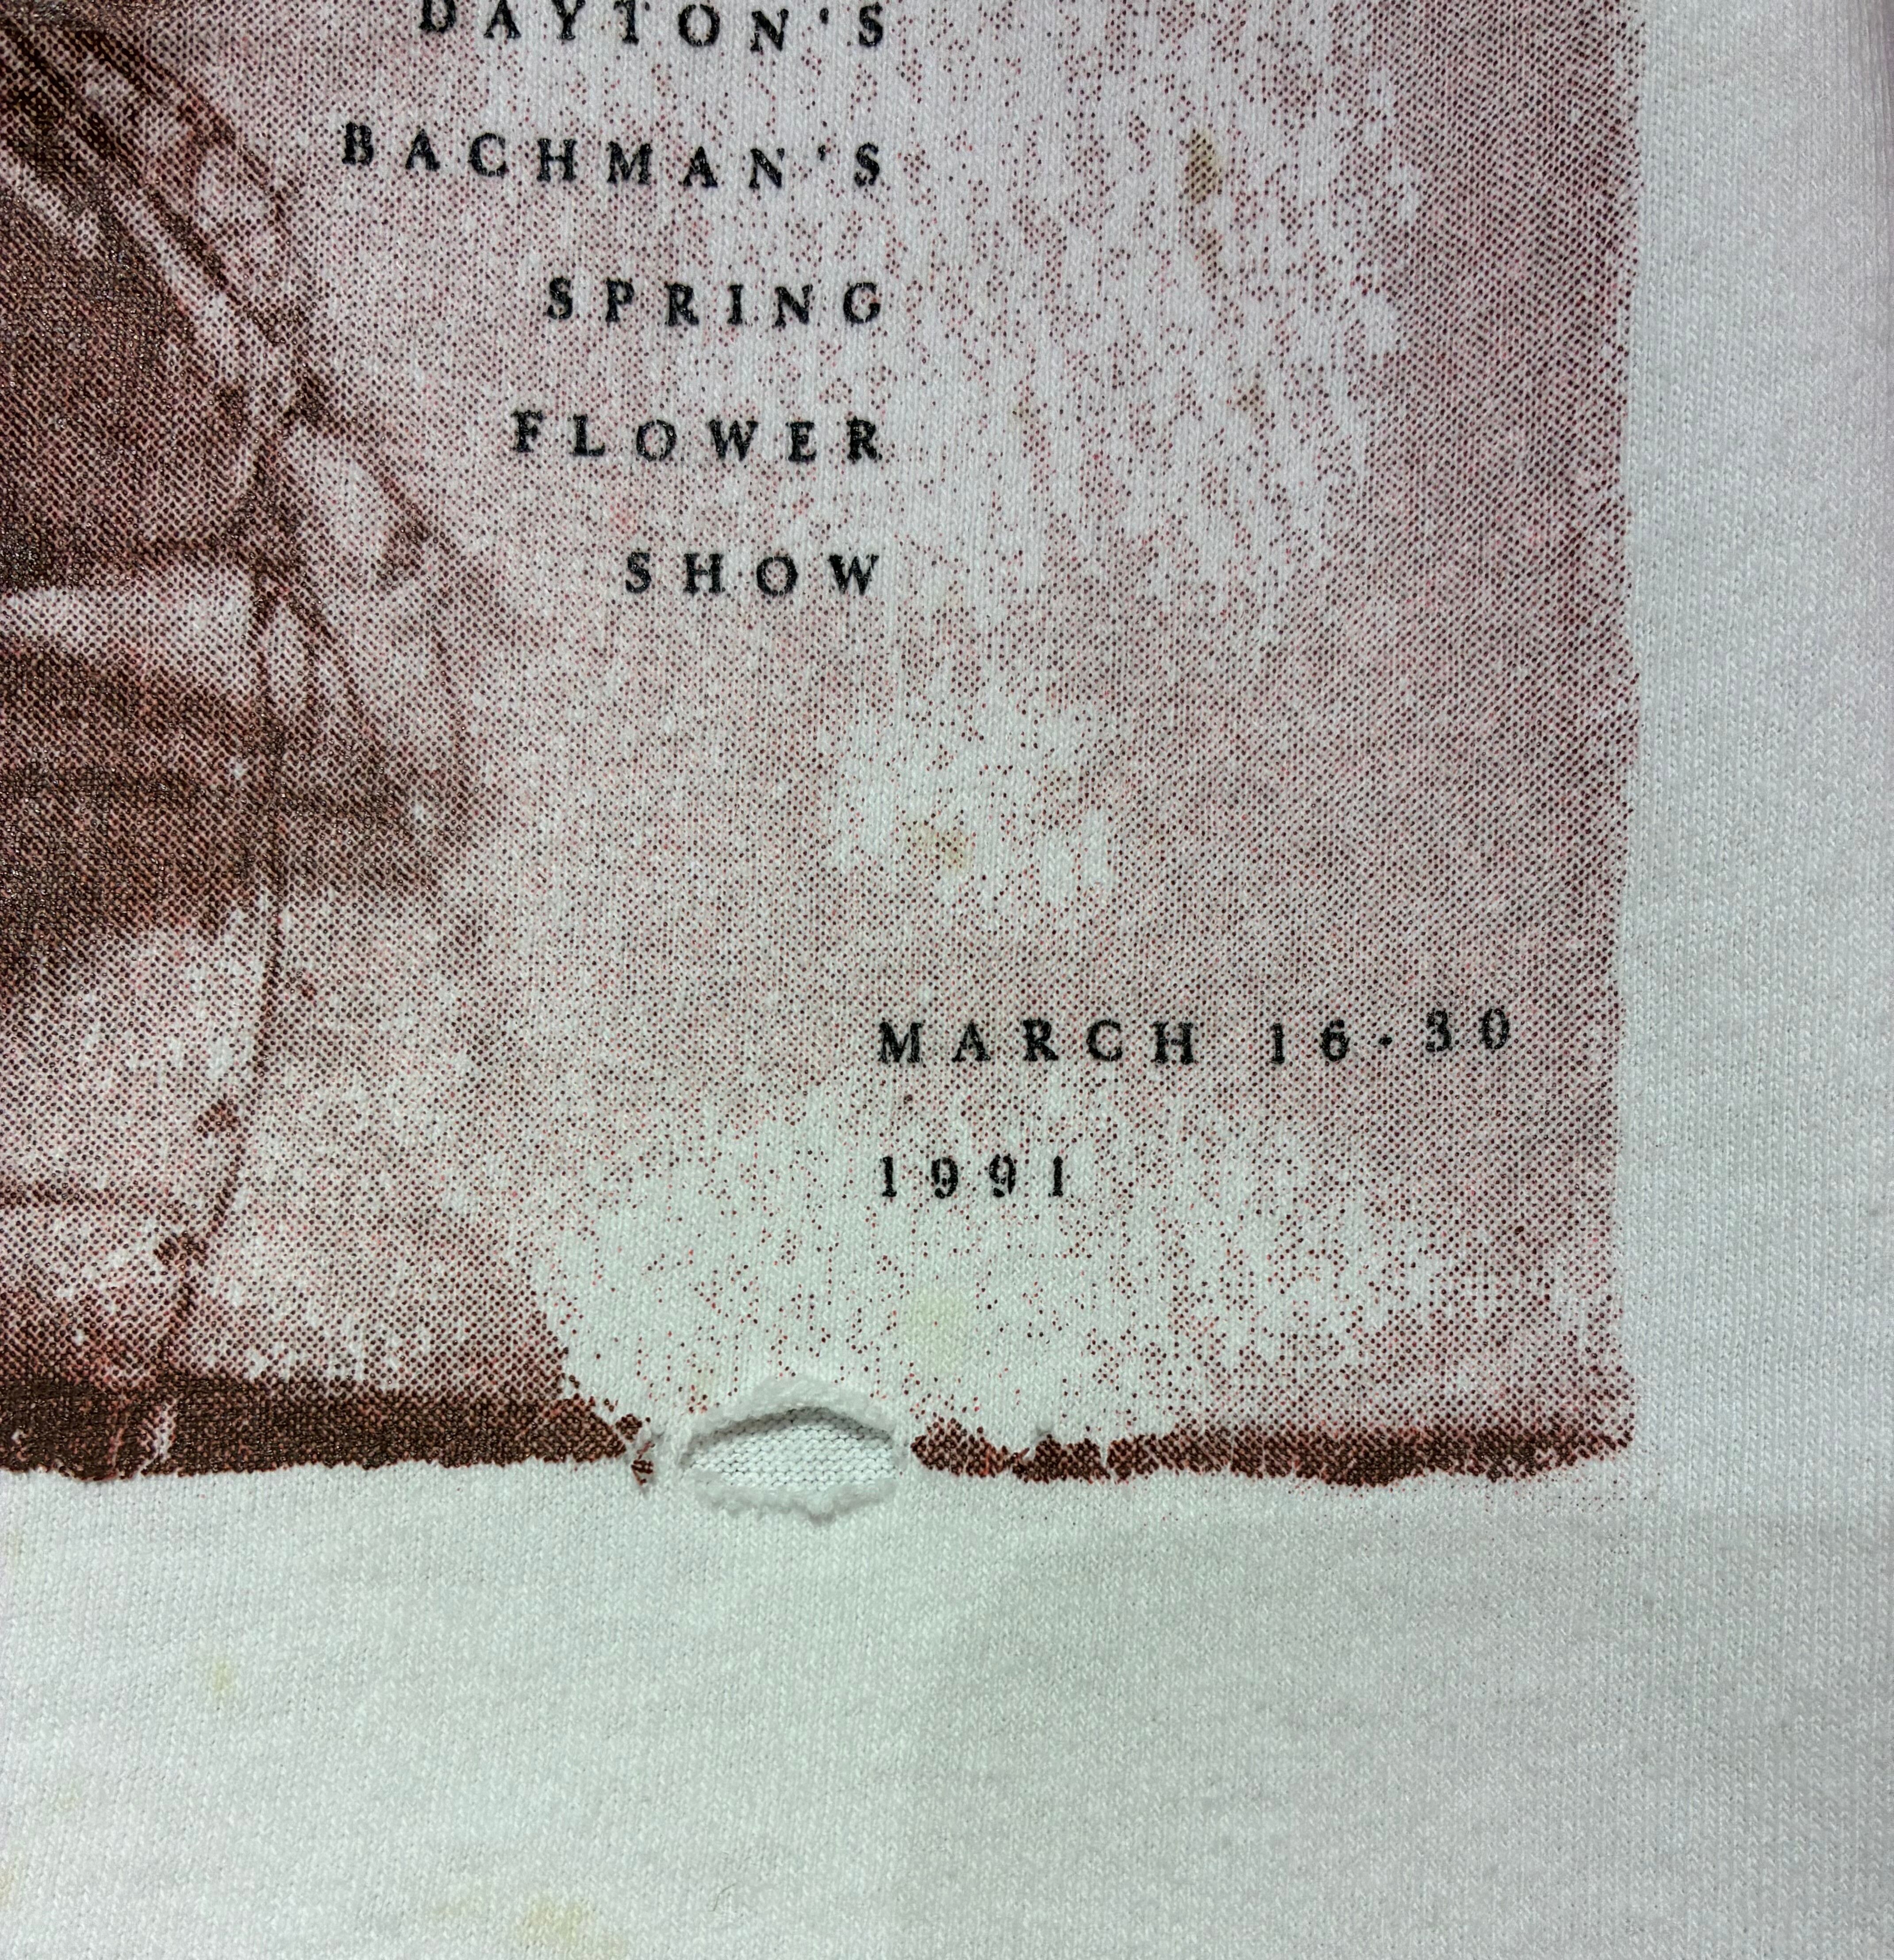 DAYTON'S
BACHMAN'S
SPRING
FLOWER
SHOW
MARCH 16·30
1991